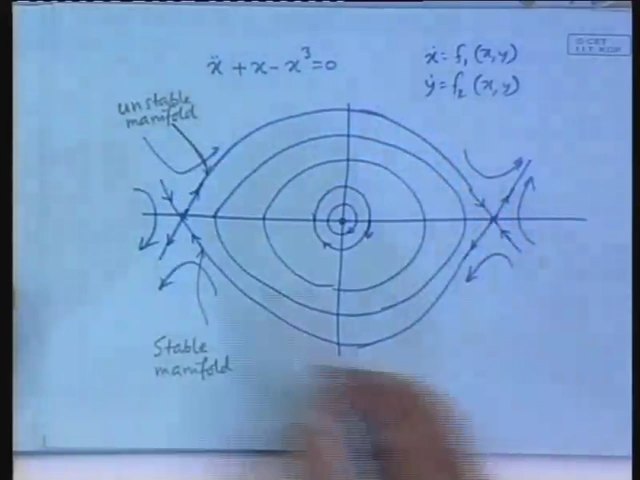 ẍ + x - x³ = 0
ẋ = f₁ (x, y)
ẏ = f₂ (x, y)
unstable
manifold
Stable
manifold